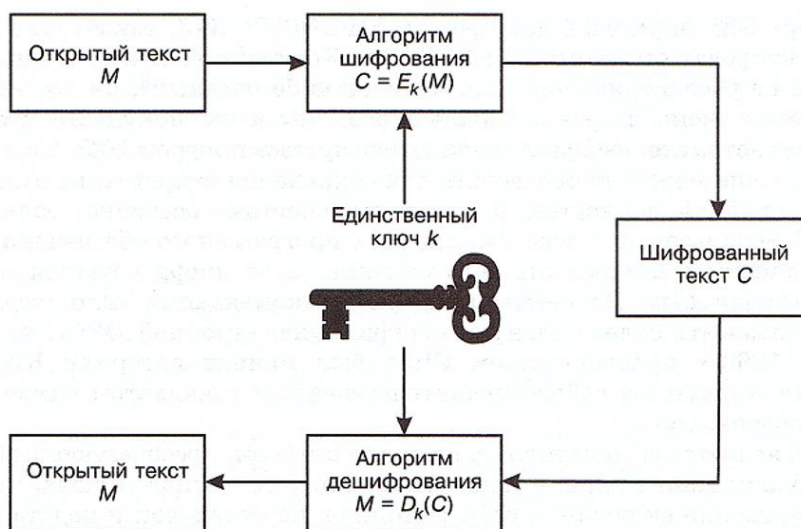 Открытый текст
M
Алгоритм
шифрования
C = Eₖ(M)
Единственный
ключ k
Шифрованный
текст C
Открытый текст
M
Алгоритм
дешифрования
M = Dₖ(C)